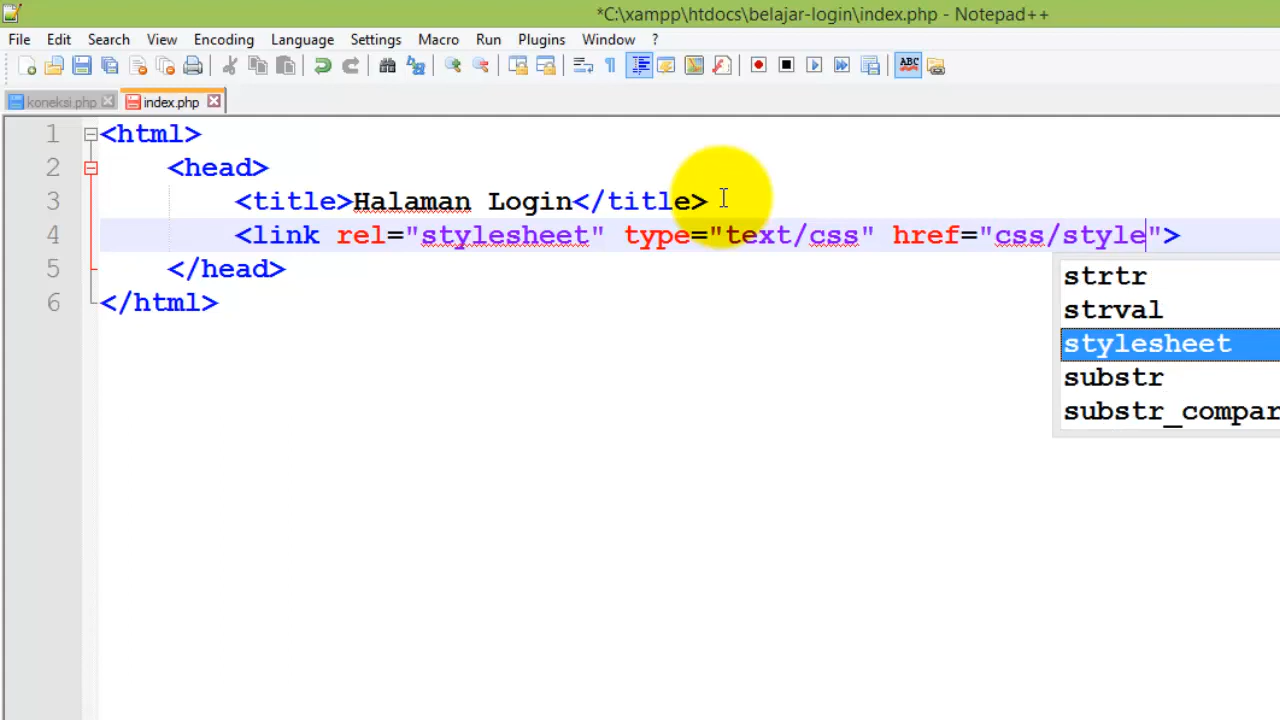 *C:\xampp\htdocs\belajar-login\index.php - Notepad++
File Edit Search View Encoding Language Settings Macro Run Plugins Window ?
ABC
koneksi.php index.php
1 <html>
2 <head>
3 <title>Halaman Login</title>
4 <link rel="stylesheet" type="text/css" href="css/style">
5 </head>
6 </html>
strtr
strval
stylesheet
substr
substr_compar